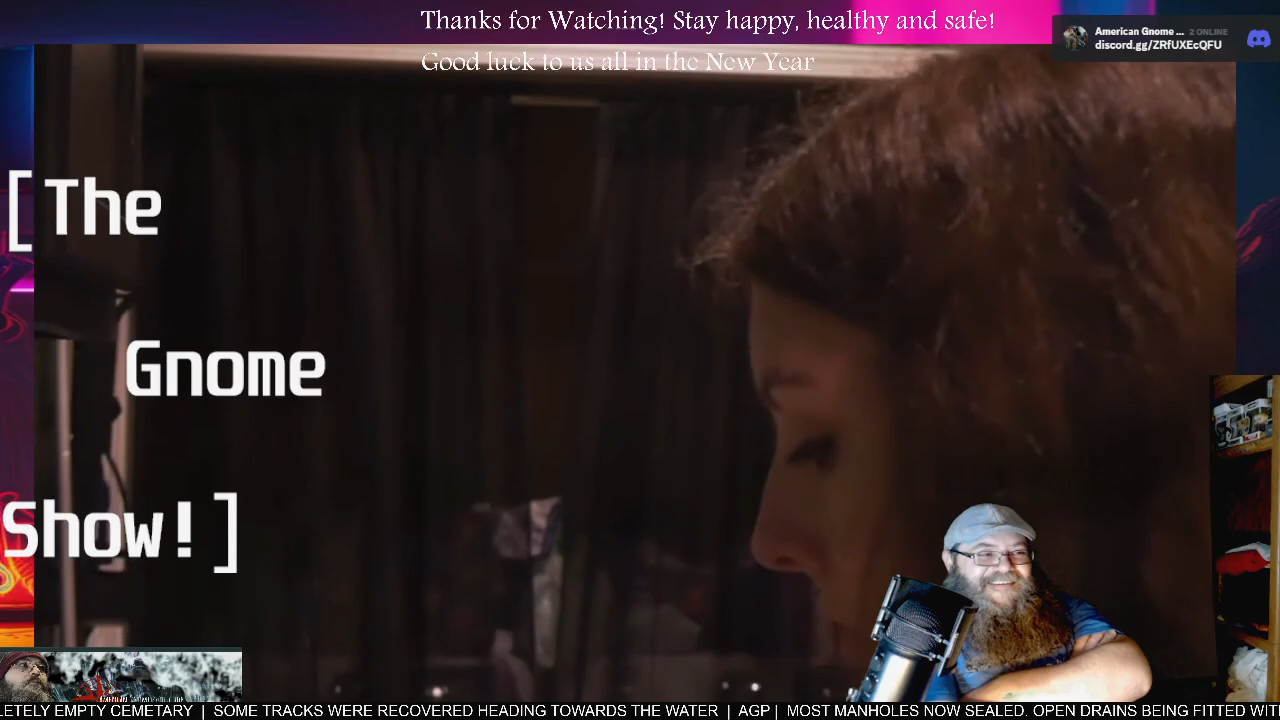 Thanks for Watching! Stay happy, healthy and safe!
Good luck to us all in the New Year
American Gnome ... 2 ONLINE
discord.gg/ZRfUXEcQFU
[The
Gnome
Show!]
LETELY EMPTY CEMETARY | SOME TRACKS WERE RECOVERED HEADING TOWARDS THE WATER | AGP | MOST MANHOLES NOW SEALED. OPEN DRAINS BEING FITTED WIT